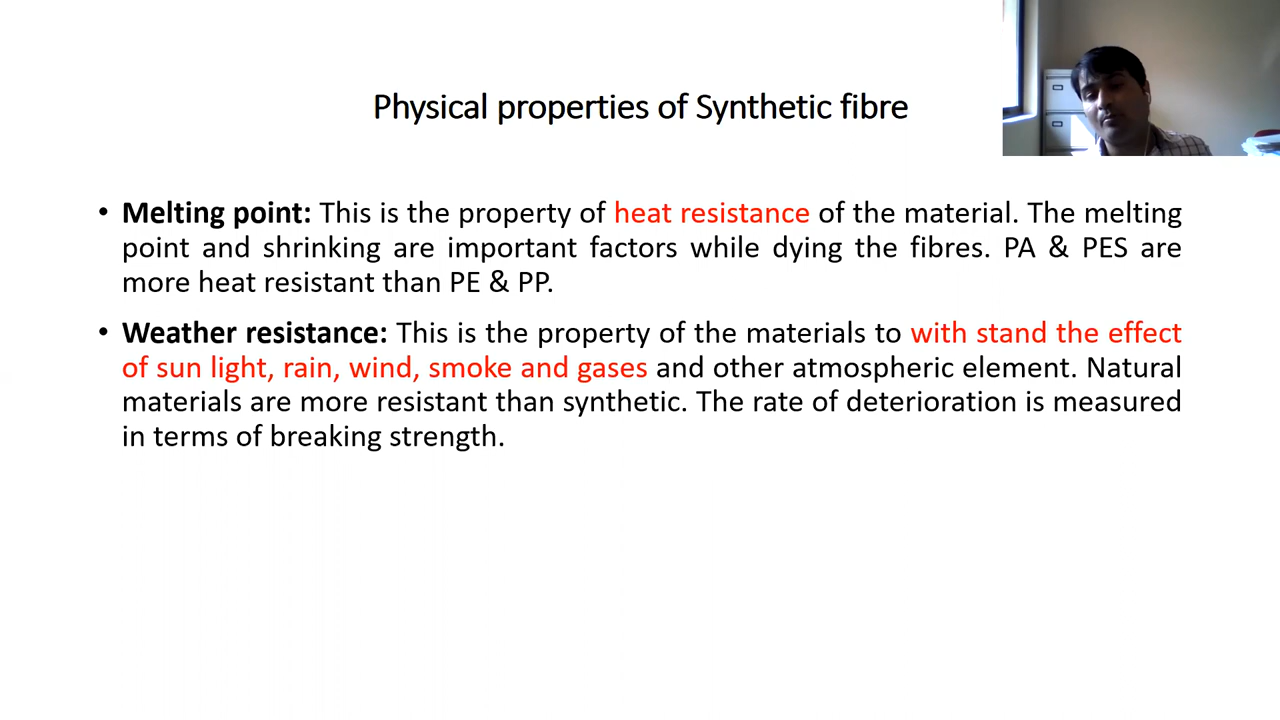 Physical properties of Synthetic fibre
• Melting point: This is the property of heat resistance of the material. The melting
point and shrinking are important factors while dying the fibres. PA & PES are
more heat resistant than PE & PP.
• Weather resistance: This is the property of the materials to with stand the effect
of sun light, rain, wind, smoke and gases and other atmospheric element. Natural
materials are more resistant than synthetic. The rate of deterioration is measured
in terms of breaking strength.